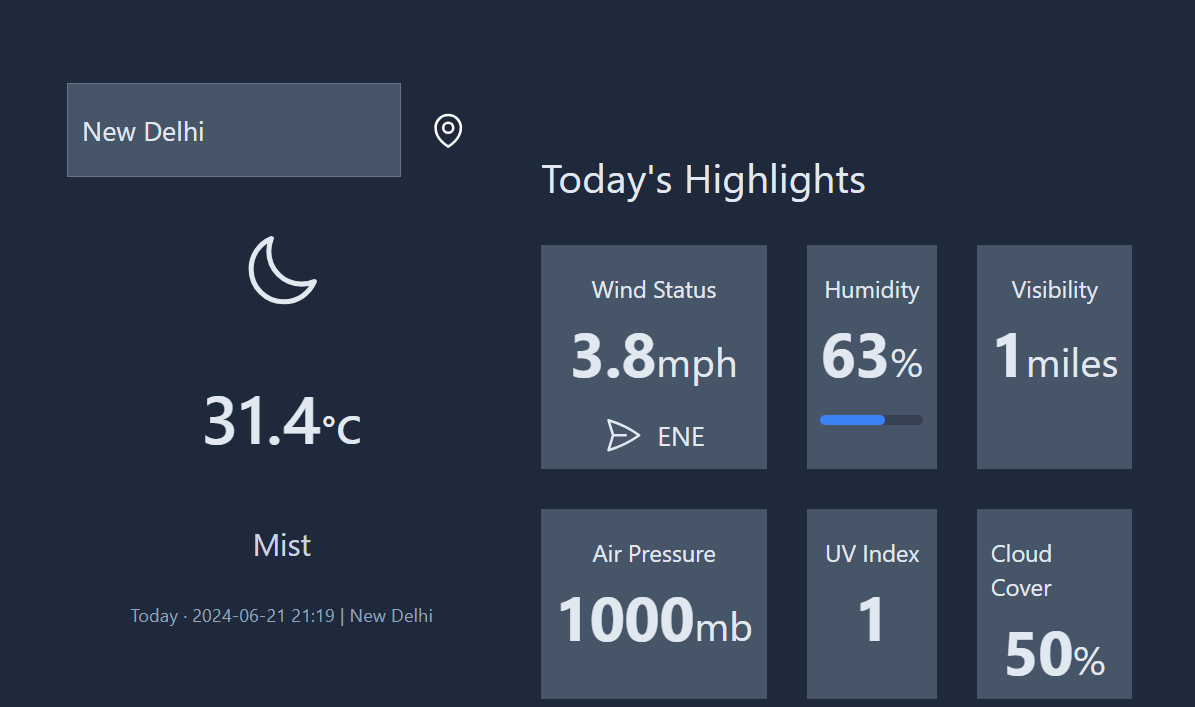 New Delhi
31.4°C
Mist
Today · 2024-06-21 21:19 | New Delhi
Today's Highlights
Wind Status
3.8mph
ENE
Humidity
63%
Visibility
1miles
Air Pressure
1000mb
UV Index
1
Cloud
Cover
50%